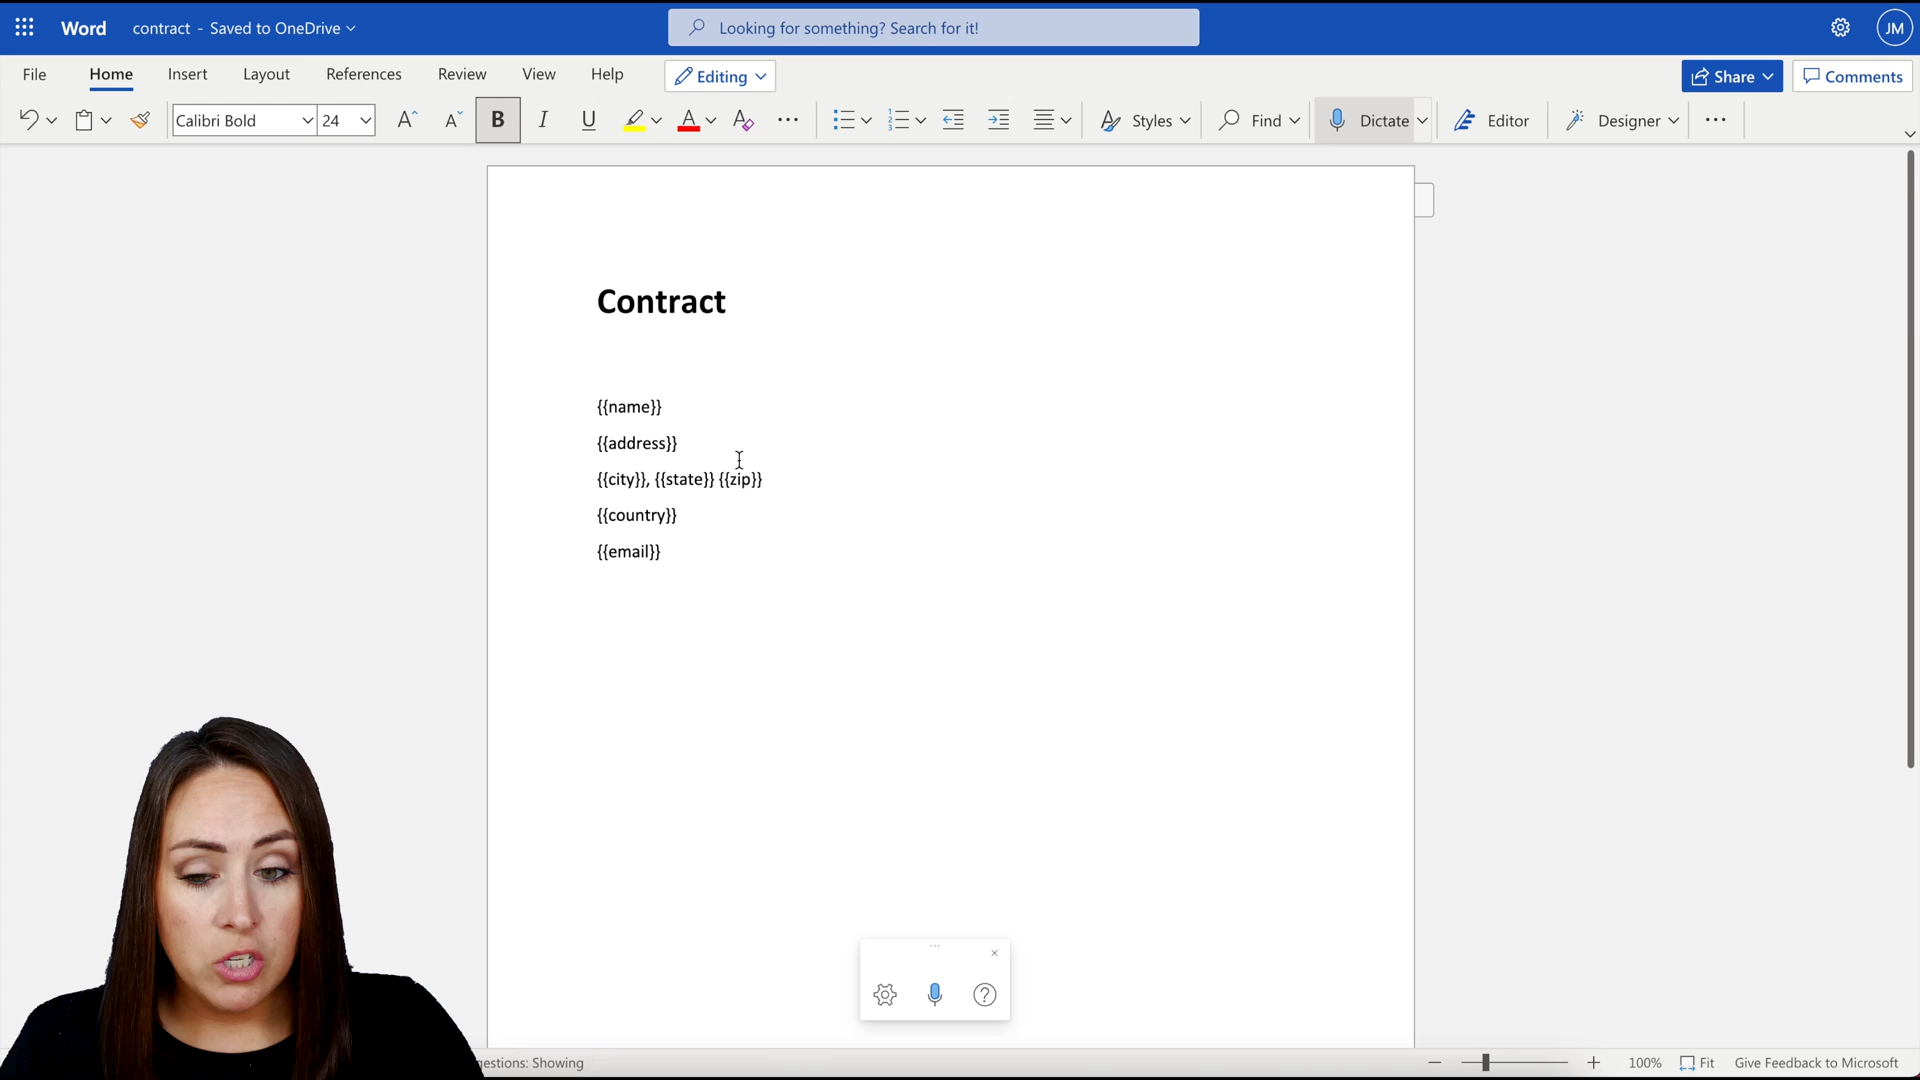 Word contract - Saved to OneDrive Looking for something? Search for it! JM
File Home Insert Layout References Review View Help Editing Share Comments
Calibri Bold 24 B I U A Styles Find Dictate Editor Designer
Contract
{{name}}
{{address}}
{{city}}, {{state}} {{zip}}
{{country}}
{{email}}
gestions: Showing 100% Fit Give Feedback to Microsoft